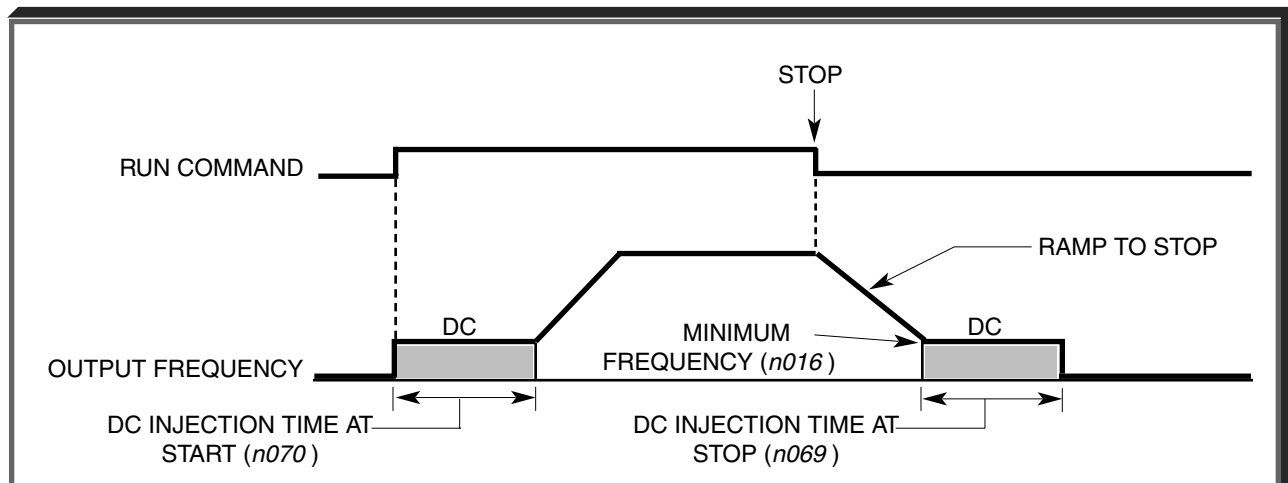 STOP
RUN COMMAND
RAMP TO STOP
DC
MINIMUM
FREQUENCY (n016 )
DC
OUTPUT FREQUENCY
DC INJECTION TIME AT
START (n070 )
DC INJECTION TIME AT
STOP (n069 )